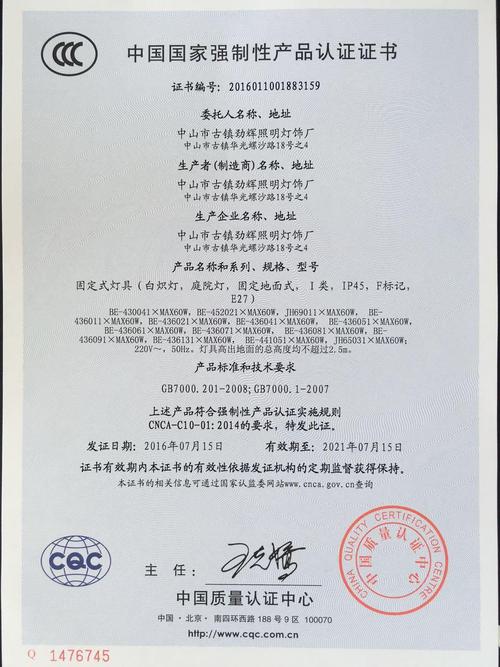 CCC
中国国家强制性产品认证证书
证书编号：2016011001883159
委托人名称、地址
中山市古镇劲辉照明灯饰厂
中山市古镇华光螺沙路18号之4
生产者(制造商)名称、地址
中山市古镇劲辉照明灯饰厂
中山市古镇华光螺沙路18号之4
生产企业名称、地址
中山市古镇劲辉照明灯饰厂
中山市古镇华光螺沙路18号之4
产品名称和系列、规格、型号
固定式灯具（白炽灯，庭院灯，固定地面式，Ⅰ类，IP45，F标记，
E27）
BE-430041×MAX60W，BE-452021×MAX60W，JH69011×MAX60W， BE-
436011×MAX60W，BE-436021×MAX60W，BE-436041×MAX60W，BE-436051×MAX60W，
BE-436061×MAX60W，BE-436071×MAX60W，BE-436081×MAX60W，BE-
436091×MAX60W，BE-436131×MAX60W，BE-441051×MAX60W，JH65031×MAX60W；
220V～，50Hz。灯具高出地面的总高度均不超过2.5m。
产品标准和技术要求
GB7000.201-2008；GB7000.1-2007
上述产品符合强制性产品认证实施规则
CNCA-C10-01：2014的要求，特发此证。
发证日期：2016年07月15日 有效期至：2021年07月15日
证书有效期内本证书的有效性依据发证机构的定期监督获得保持。
本证书的相关信息可通过国家认监委网站www.cnca.gov.cn查询
CQC
主 任：
CHINA QUALITY CERTIFICATION CENTRE
中国质量认证中心
中国质量认证中心
中国・北京・南四环西路188号9区 100070
http://www.cqc.com.cn
Q 1476745